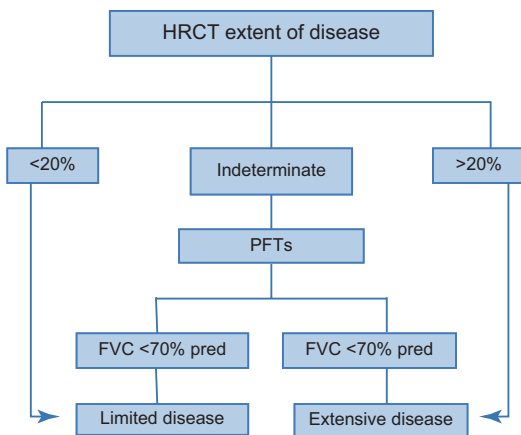 HRCT extent of disease
<20%
Indeterminate
>20%
PFTs
FVC <70% pred
FVC <70% pred
Limited disease
Extensive disease